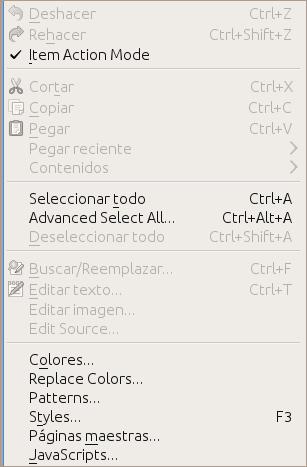 Deshacer Ctrl+Z
Rehacer Ctrl+Shift+Z
Item Action Mode
Cortar Ctrl+X
Copiar Ctrl+C
Pegar Ctrl+V
Pegar reciente
Contenidos
Seleccionar todo Ctrl+A
Advanced Select All... Ctrl+Alt+A
Deseleccionar todo Ctrl+Shift+A
Buscar/Reemplazar... Ctrl+F
Editar texto... Ctrl+T
Editar imagen...
Edit Source...
Colores...
Replace Colors...
Patterns...
Styles... F3
Páginas maestras...
JavaScripts...